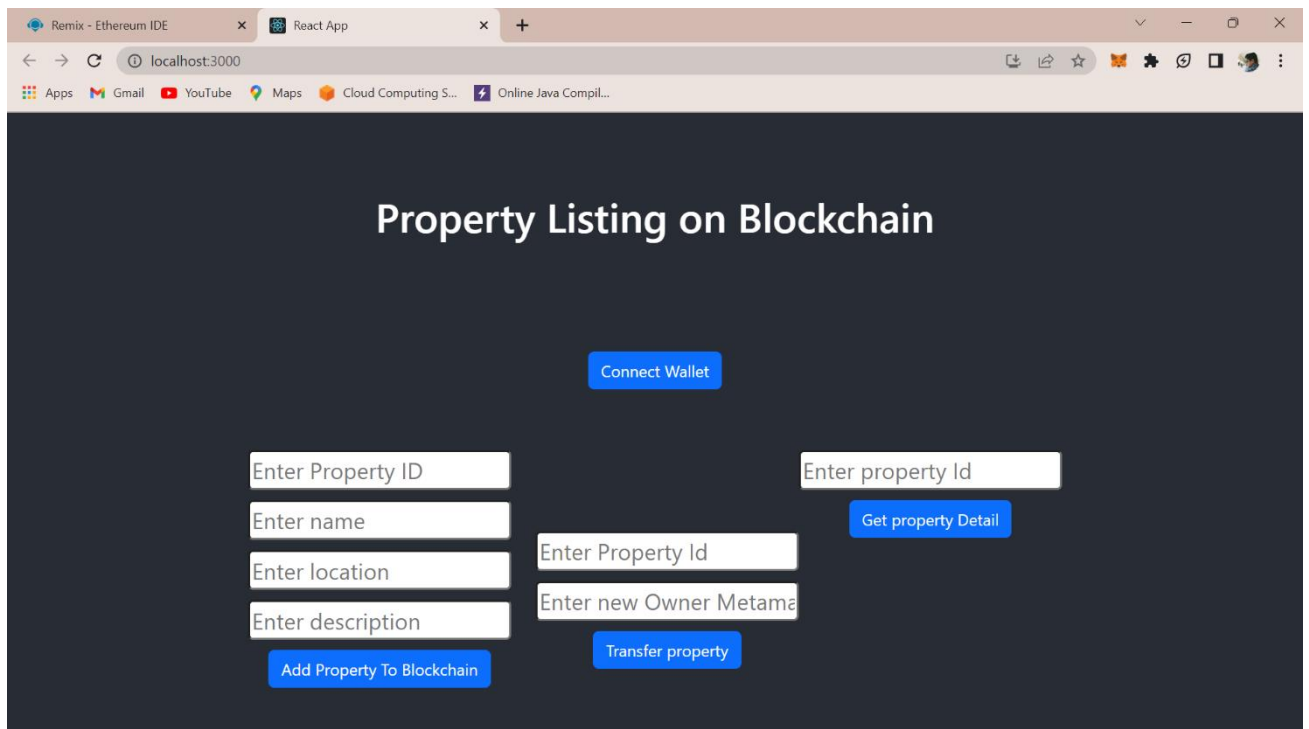 Remix - Ethereum IDE
React App
localhost:3000
Apps Gmail YouTube Maps Cloud Computing S... Online Java Compil...
Property Listing on Blockchain
Connect Wallet
Enter Property ID
Enter name
Enter location
Enter description
Add Property To Blockchain
Enter Property Id
Enter new Owner Metama
Transfer property
Enter property Id
Get property Detail